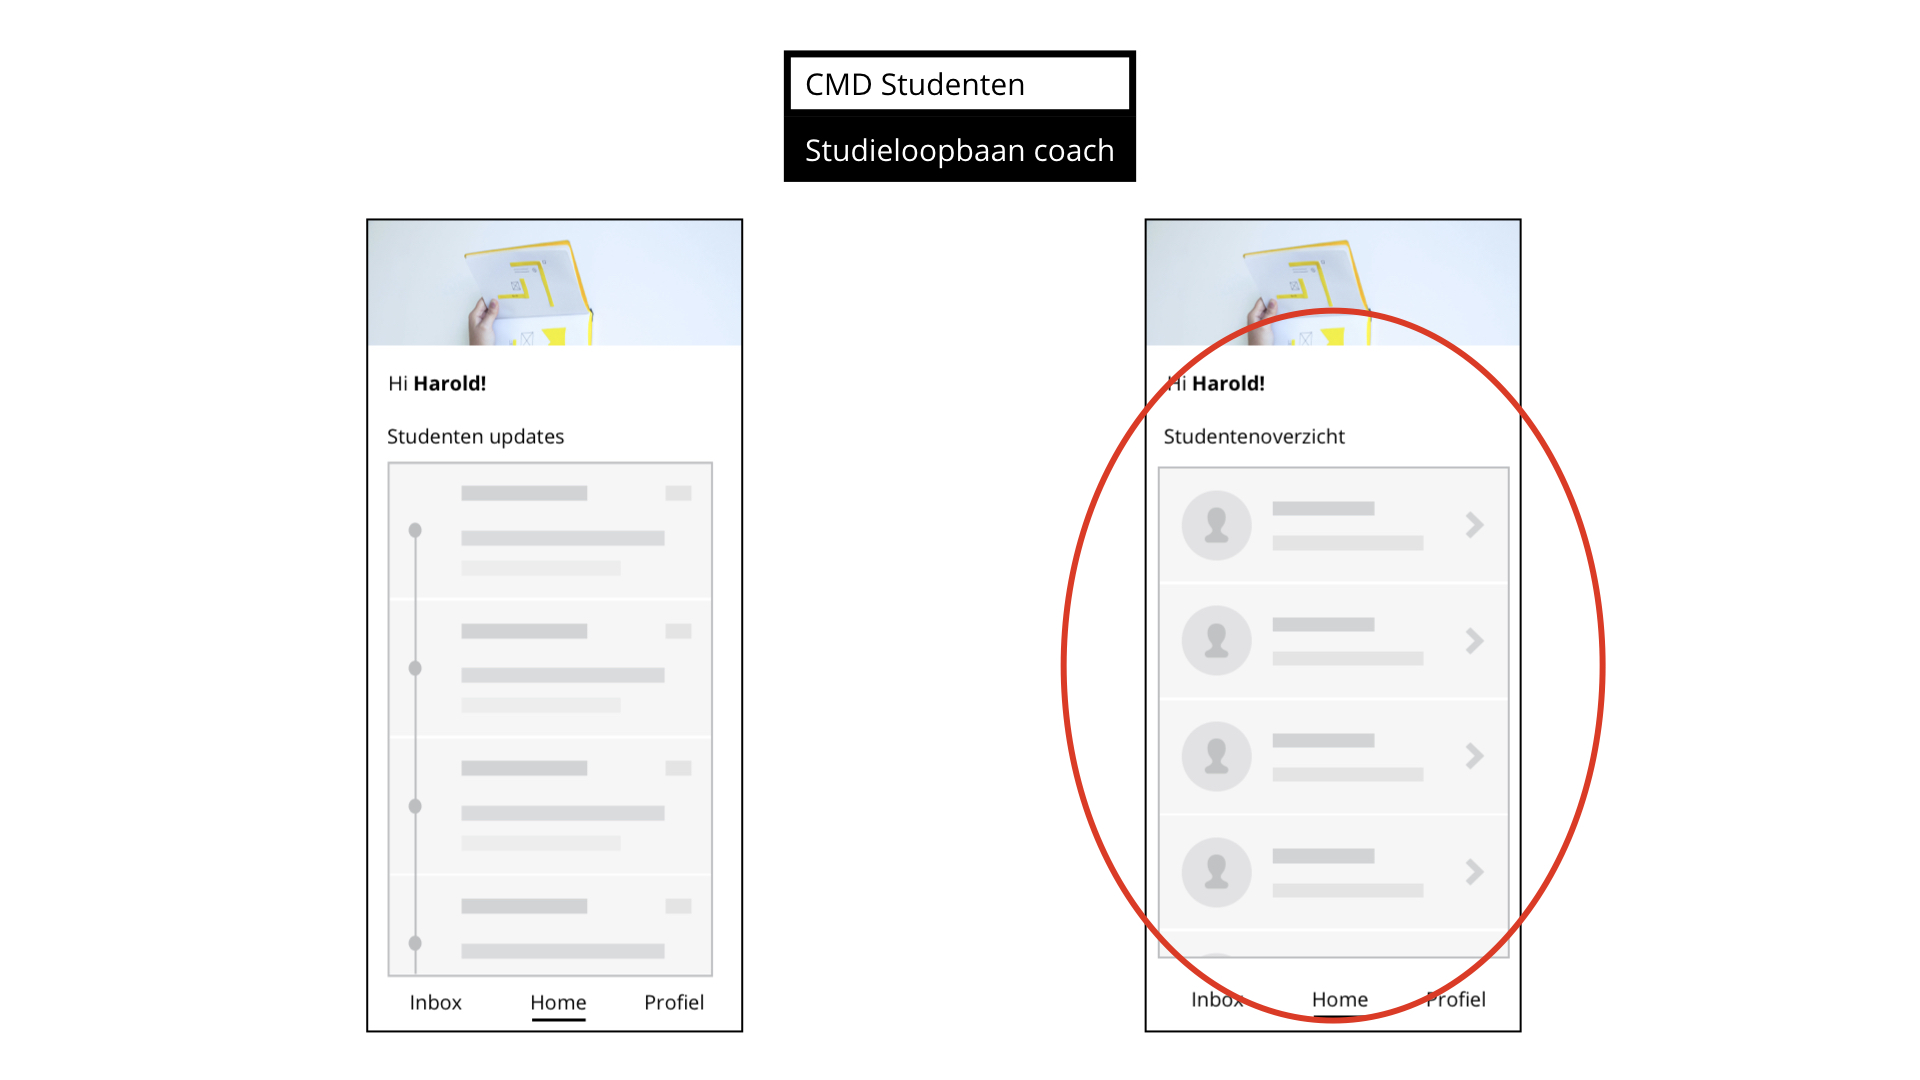 CMD Studenten
Studieloopbaan coach
Hi Harold!
Studenten updates
Inbox Home Profiel
Hi Harold!
Studentenoverzicht
Inbox Home Profiel